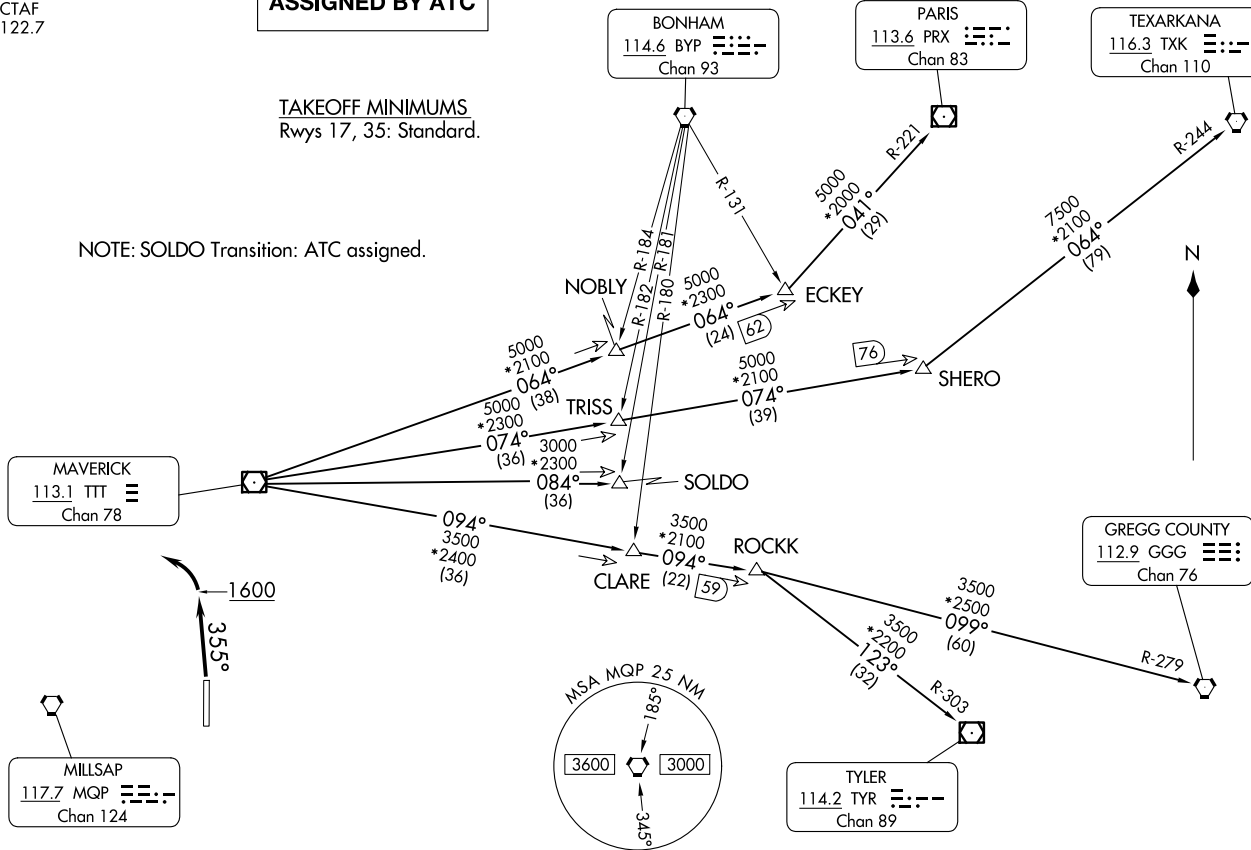 CTAF
122.7
ASSIGNED BY ATC
TAKEOFF MINIMUMS
Rwys 17, 35: Standard.
NOTE: SOLDO Transition: ATC assigned.
BONHAM
114.6 BYP
Chan 93
PARIS
113.6 PRX
Chan 83
TEXARKANA
116.3 TXK
Chan 110
R-221
R-244
R-131
R-184
R-181
R-182
R-180
5000
*2000
041°
(29)
7500
*2100
064°
(79)
N
NOBLY
5000
*2300
064°
(24)
62
ECKEY
5000
*2100
064°
(38)
76
SHERO
5000
*2100
074°
(39)
TRISS
5000
*2300
074°
(36)
3000
*2300
084°
(36)
SOLDO
MAVERICK
113.1 TTT
Chan 78
094°
3500
*2400
(36)
CLARE
3500
*2100
094°
(22)
59
ROCKK
GREGG COUNTY
112.9 GGG
Chan 76
3500
*2500
099°
(60)
R-279
3500
*2200
123°
(32)
R-303
1600
355°
MSA MQP 25 NM
185°
3600
3000
345°
MILLSAP
117.7 MQP
Chan 124
TYLER
114.2 TYR
Chan 89